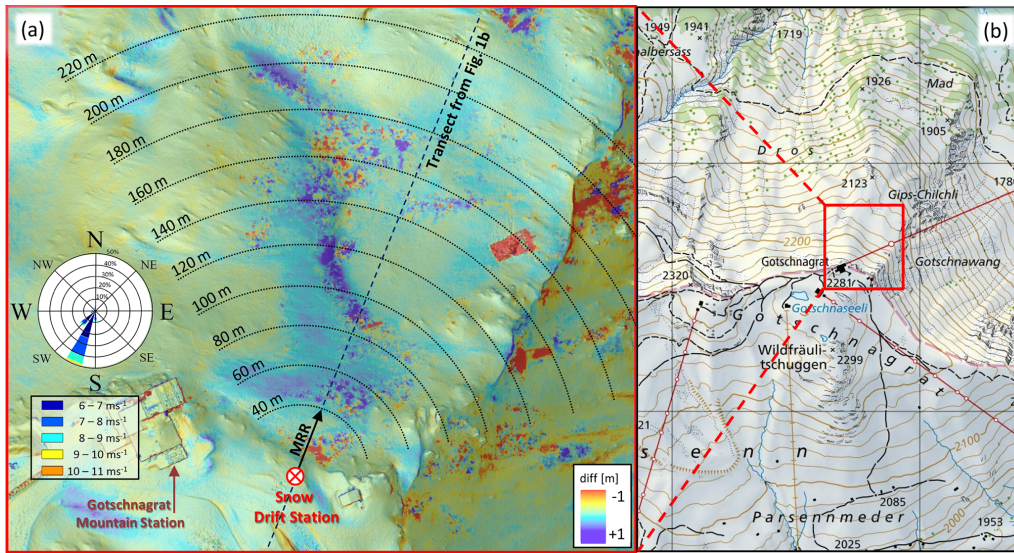 (a)
220 m
200 m
180 m
160 m
140 m
120 m
100 m
80 m
60 m
40 m
Transect from Fig. 1b
MRR
N
NW
NE
W
E
SW
SE
S
50%
40%
30%
20%
10%
6 – 7 ms⁻¹
7 – 8 ms⁻¹
8 – 9 ms⁻¹
9 – 10 ms⁻¹
10 – 11 ms⁻¹
Gotschnagrat
Mountain Station
Snow
Drift Station
diff [m]
-1
+1
(b)
1949
1941
1719
albersäss
1926
Mad
1905
Dros
2123
Gips-Chilchli
1780
2200
Gotschnagrat
Gotschnawang
2320
2281
Gotschnaseeli
Gotschnagrat
Wildfräuli-
tschuggen
2299
21
senn
2100
2085
Parsennmeder
2000
1953
2025